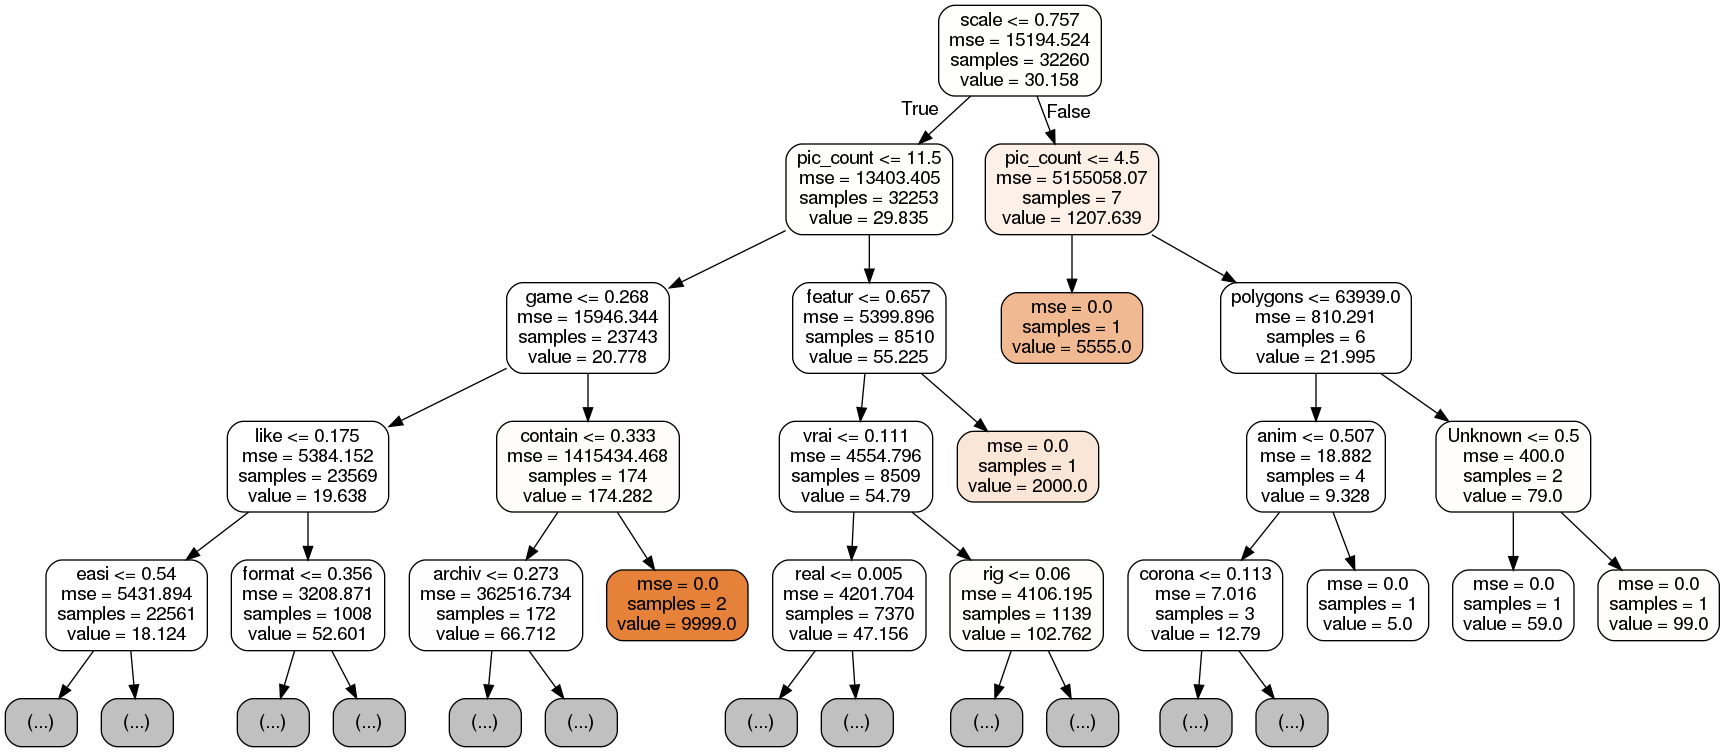 scale <= 0.757
mse = 15194.524
samples = 32260
value = 30.158
True
False
pic_count <= 11.5
mse = 13403.405
samples = 32253
value = 29.835
pic_count <= 4.5
mse = 5155058.07
samples = 7
value = 1207.639
game <= 0.268
mse = 15946.344
samples = 23743
value = 20.778
featur <= 0.657
mse = 5399.896
samples = 8510
value = 55.225
mse = 0.0
samples = 1
value = 5555.0
polygons <= 63939.0
mse = 810.291
samples = 6
value = 21.995
like <= 0.175
mse = 5384.152
samples = 23569
value = 19.638
contain <= 0.333
mse = 1415434.468
samples = 174
value = 174.282
vrai <= 0.111
mse = 4554.796
samples = 8509
value = 54.79
mse = 0.0
samples = 1
value = 2000.0
anim <= 0.507
mse = 18.882
samples = 4
value = 9.328
Unknown <= 0.5
mse = 400.0
samples = 2
value = 79.0
easi <= 0.54
mse = 5431.894
samples = 22561
value = 18.124
format <= 0.356
mse = 3208.871
samples = 1008
value = 52.601
archiv <= 0.273
mse = 362516.734
samples = 172
value = 66.712
mse = 0.0
samples = 2
value = 9999.0
real <= 0.005
mse = 4201.704
samples = 7370
value = 47.156
rig <= 0.06
mse = 4106.195
samples = 1139
value = 102.762
corona <= 0.113
mse = 7.016
samples = 3
value = 12.79
mse = 0.0
samples = 1
value = 5.0
mse = 0.0
samples = 1
value = 59.0
mse = 0.0
samples = 1
value = 99.0
(...)
(...)
(...)
(...)
(...)
(...)
(...)
(...)
(...)
(...)
(...)
(...)